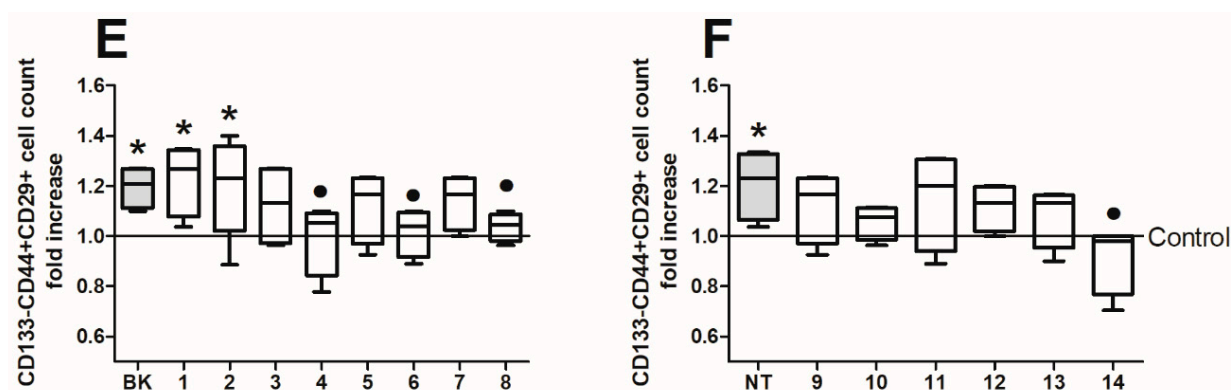 E
CD133-CD44+CD29+ cell count
fold increase
1.6
1.4
1.2
1.0
0.8
0.6
*
*
*
●
●
●
BK 1 2 3 4 5 6 7 8
F
CD133-CD44+CD29+ cell count
fold increase
1.6
1.4
1.2
1.0
0.8
0.6
*
●
Control
NT 9 10 11 12 13 14